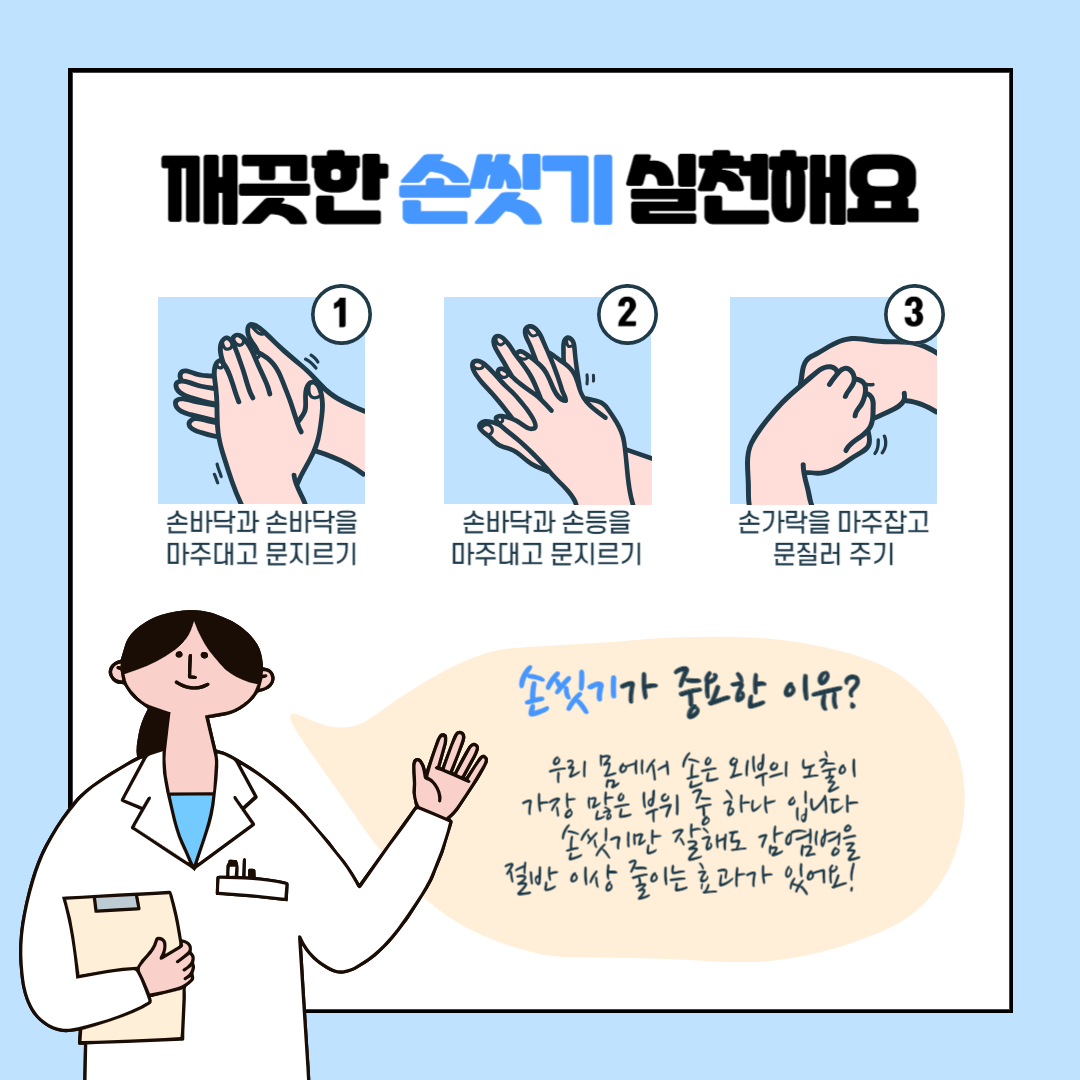 깨끗한 손씻기 실천해요
1
손바닥과 손바닥을
마주대고 문지르기
2
손바닥과 손등을
마주대고 문지르기
3
손가락을 마주잡고
문질러 주기
손씻기가 중요한 이유?
우리 몸에서 손은 외부의 노출이
가장 많은 부위 중 하나 입니다
손씻기만 잘해도 감염병을
절반 이상 줄이는 효과가 있어요!